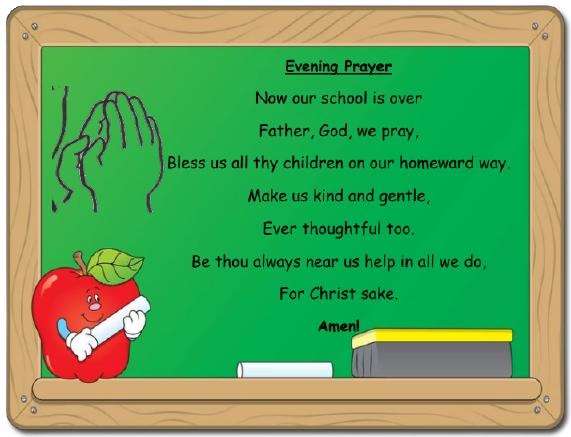 Evening Prayer
Now our school is over
Father, God, we pray,
Bless us all thy children on our homeward way.
Make us kind and gentle,
Ever thoughtful too.
Be thou always near us help in all we do,
For Christ sake.
Amen!